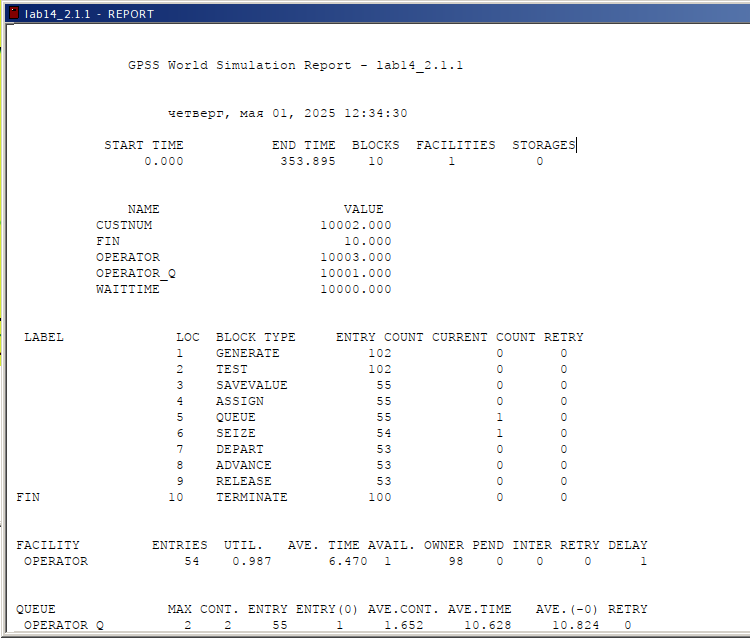 lab14_2.1.1 - REPORT
GPSS World Simulation Report - lab14_2.1.1
четверг, мая 01, 2025 12:34:30
START TIME END TIME BLOCKS FACILITIES STORAGES
0.000 353.895 10 1 0
NAME VALUE
CUSTNUM 10002.000
FIN 10.000
OPERATOR 10003.000
OPERATOR_Q 10001.000
WAITTIME 10000.000
LABEL LOC BLOCK TYPE ENTRY COUNT CURRENT COUNT RETRY
1 GENERATE 102 0 0
2 TEST 102 0 0
3 SAVEVALUE 55 0 0
4 ASSIGN 55 0 0
5 QUEUE 55 1 0
6 SEIZE 54 1 0
7 DEPART 53 0 0
8 ADVANCE 53 0 0
9 RELEASE 53 0 0
FIN 10 TERMINATE 100 0 0
FACILITY ENTRIES UTIL. AVE. TIME AVAIL. OWNER PEND INTER RETRY DELAY
OPERATOR 54 0.987 6.470 1 98 0 0 0 1
QUEUE MAX CONT. ENTRY ENTRY(0) AVE.CONT. AVE.TIME AVE.(-0) RETRY
OPERATOR_Q 2 2 55 1 1.652 10.628 10.824 0